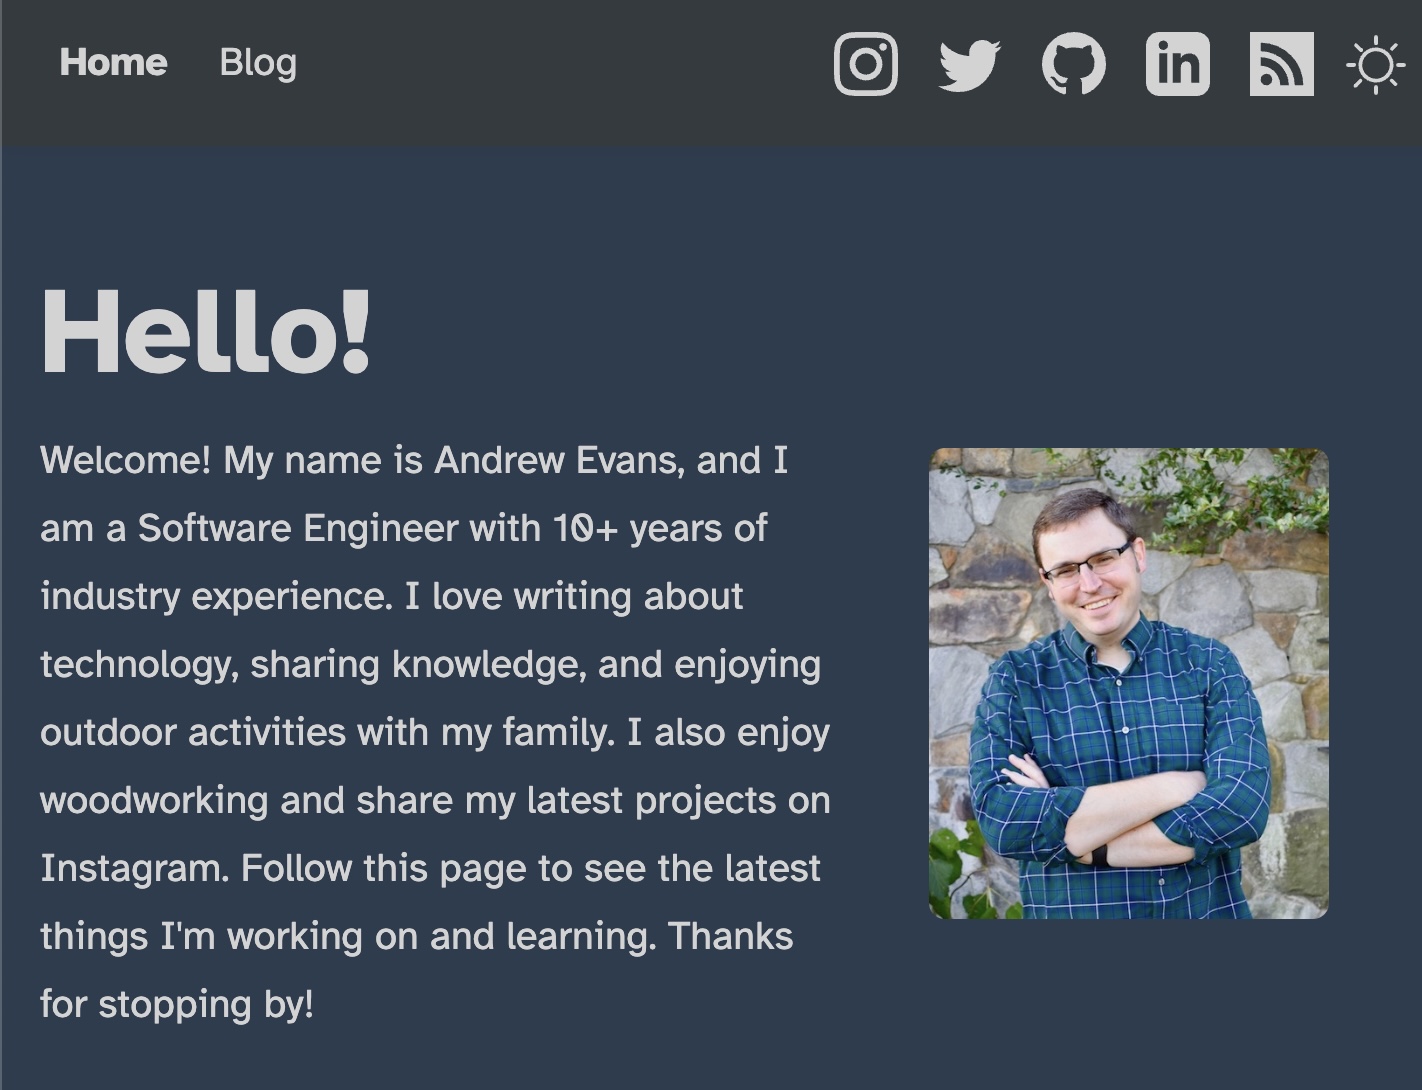 Home Blog
Hello!
Welcome! My name is Andrew Evans, and I
am a Software Engineer with 10+ years of
industry experience. I love writing about
technology, sharing knowledge, and enjoying
outdoor activities with my family. I also enjoy
woodworking and share my latest projects on
Instagram. Follow this page to see the latest
things I'm working on and learning. Thanks
for stopping by!